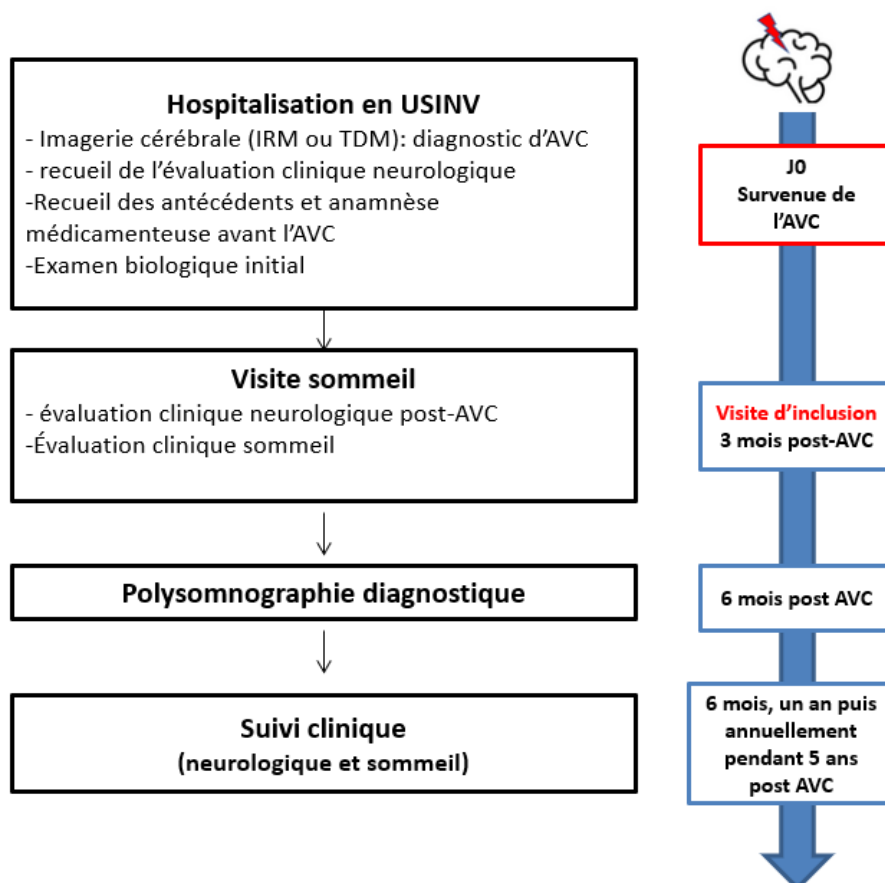 Hospitalisation en USINV
- Imagerie cérébrale (IRM ou TDM): diagnostic d’AVC
- recueil de l’évaluation clinique neurologique
-Recueil des antécédents et anamnèse
médicamenteuse avant l’AVC
-Examen biologique initial
J0
Survenue de
l’AVC
Visite sommeil
- évaluation clinique neurologique post-AVC
-Évaluation clinique sommeil
Visite d’inclusion
3 mois post-AVC
Polysomnographie diagnostique
6 mois post AVC
Suivi clinique
(neurologique et sommeil)
6 mois, un an puis
annuellement
pendant 5 ans
post AVC